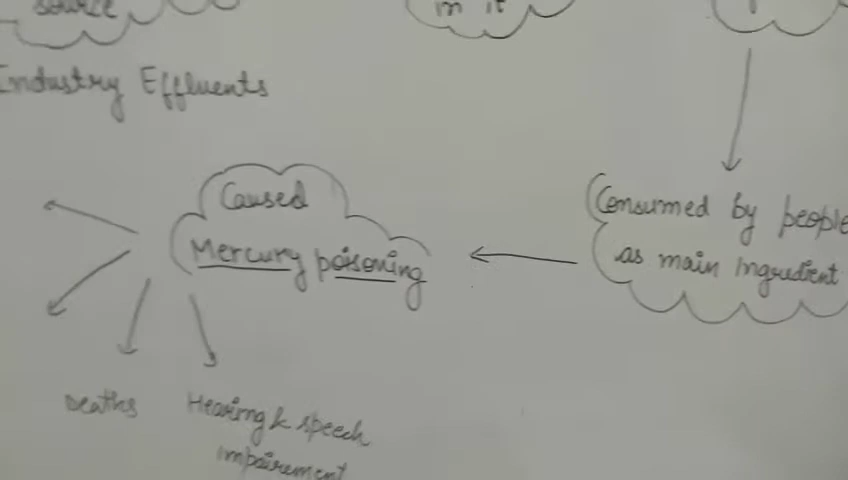 source
in it
Industry Effluents
Caused
Mercury poisoning
Consumed by people
as main ingredient
Deaths
Hearing & speech
impairement